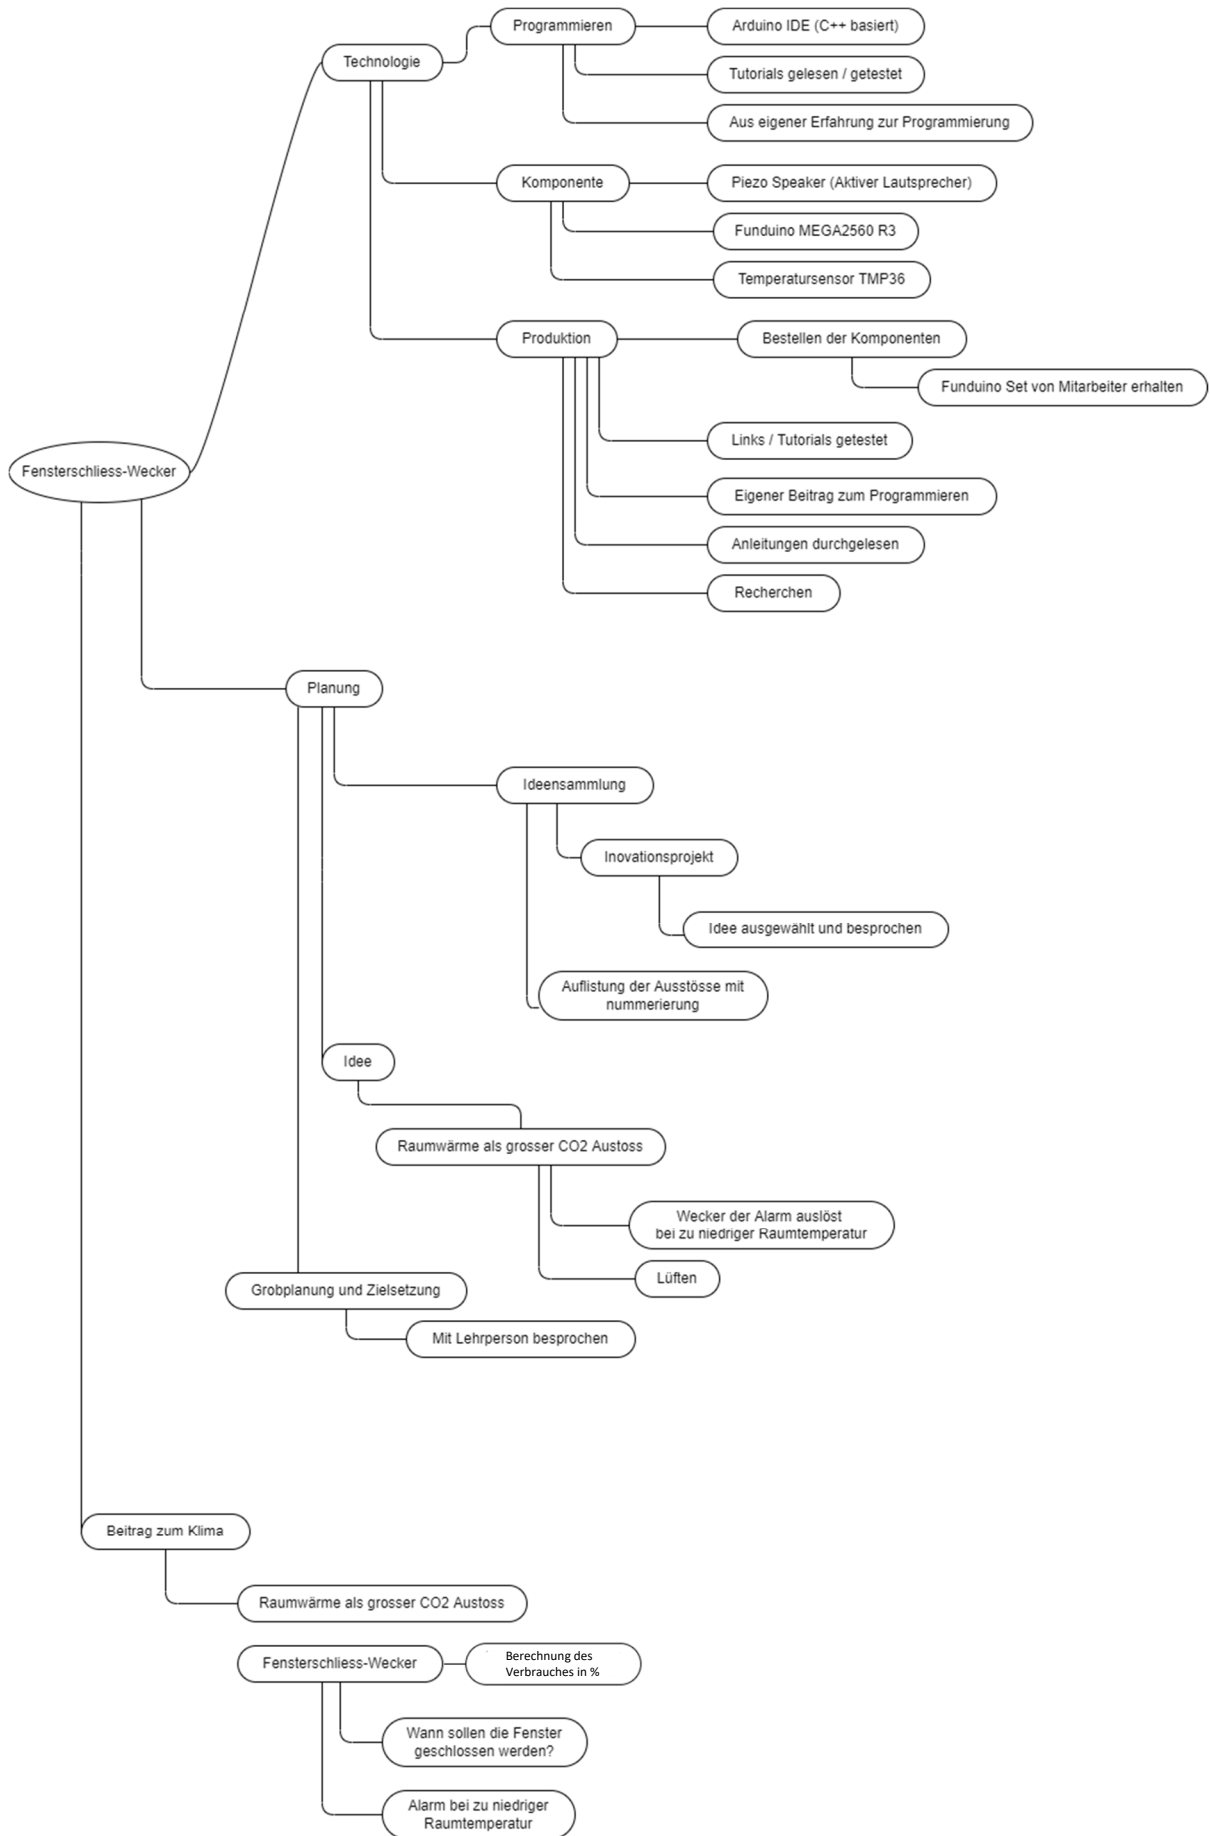 Programmieren
Arduino IDE (C++ basiert)
Technologie
Tutorials gelesen / getestet
Aus eigener Erfahrung zur Programmierung
Komponente
Piezo Speaker (Aktiver Lautsprecher)
Funduino MEGA2560 R3
Temperatursensor TMP36
Produktion
Bestellen der Komponenten
Funduino Set von Mitarbeiter erhalten
Links / Tutorials getestet
Fensterschliess-Wecker
Eigener Beitrag zum Programmieren
Anleitungen durchgelesen
Recherchen
Planung
Ideensammlung
Inovationsprojekt
Idee ausgewählt und besprochen
Auflistung der Ausstösse mit
nummerierung
Idee
Raumwärme als grosser CO2 Austoss
Wecker der Alarm auslöst
bei zu niedriger Raumtemperatur
Lüften
Grobplanung und Zielsetzung
Mit Lehrperson besprochen
Beitrag zum Klima
Raumwärme als grosser CO2 Austoss
Fensterschliess-Wecker
Berechnung des
Verbrauches in %
Wann sollen die Fenster
geschlossen werden?
Alarm bei zu niedriger
Raumtemperatur